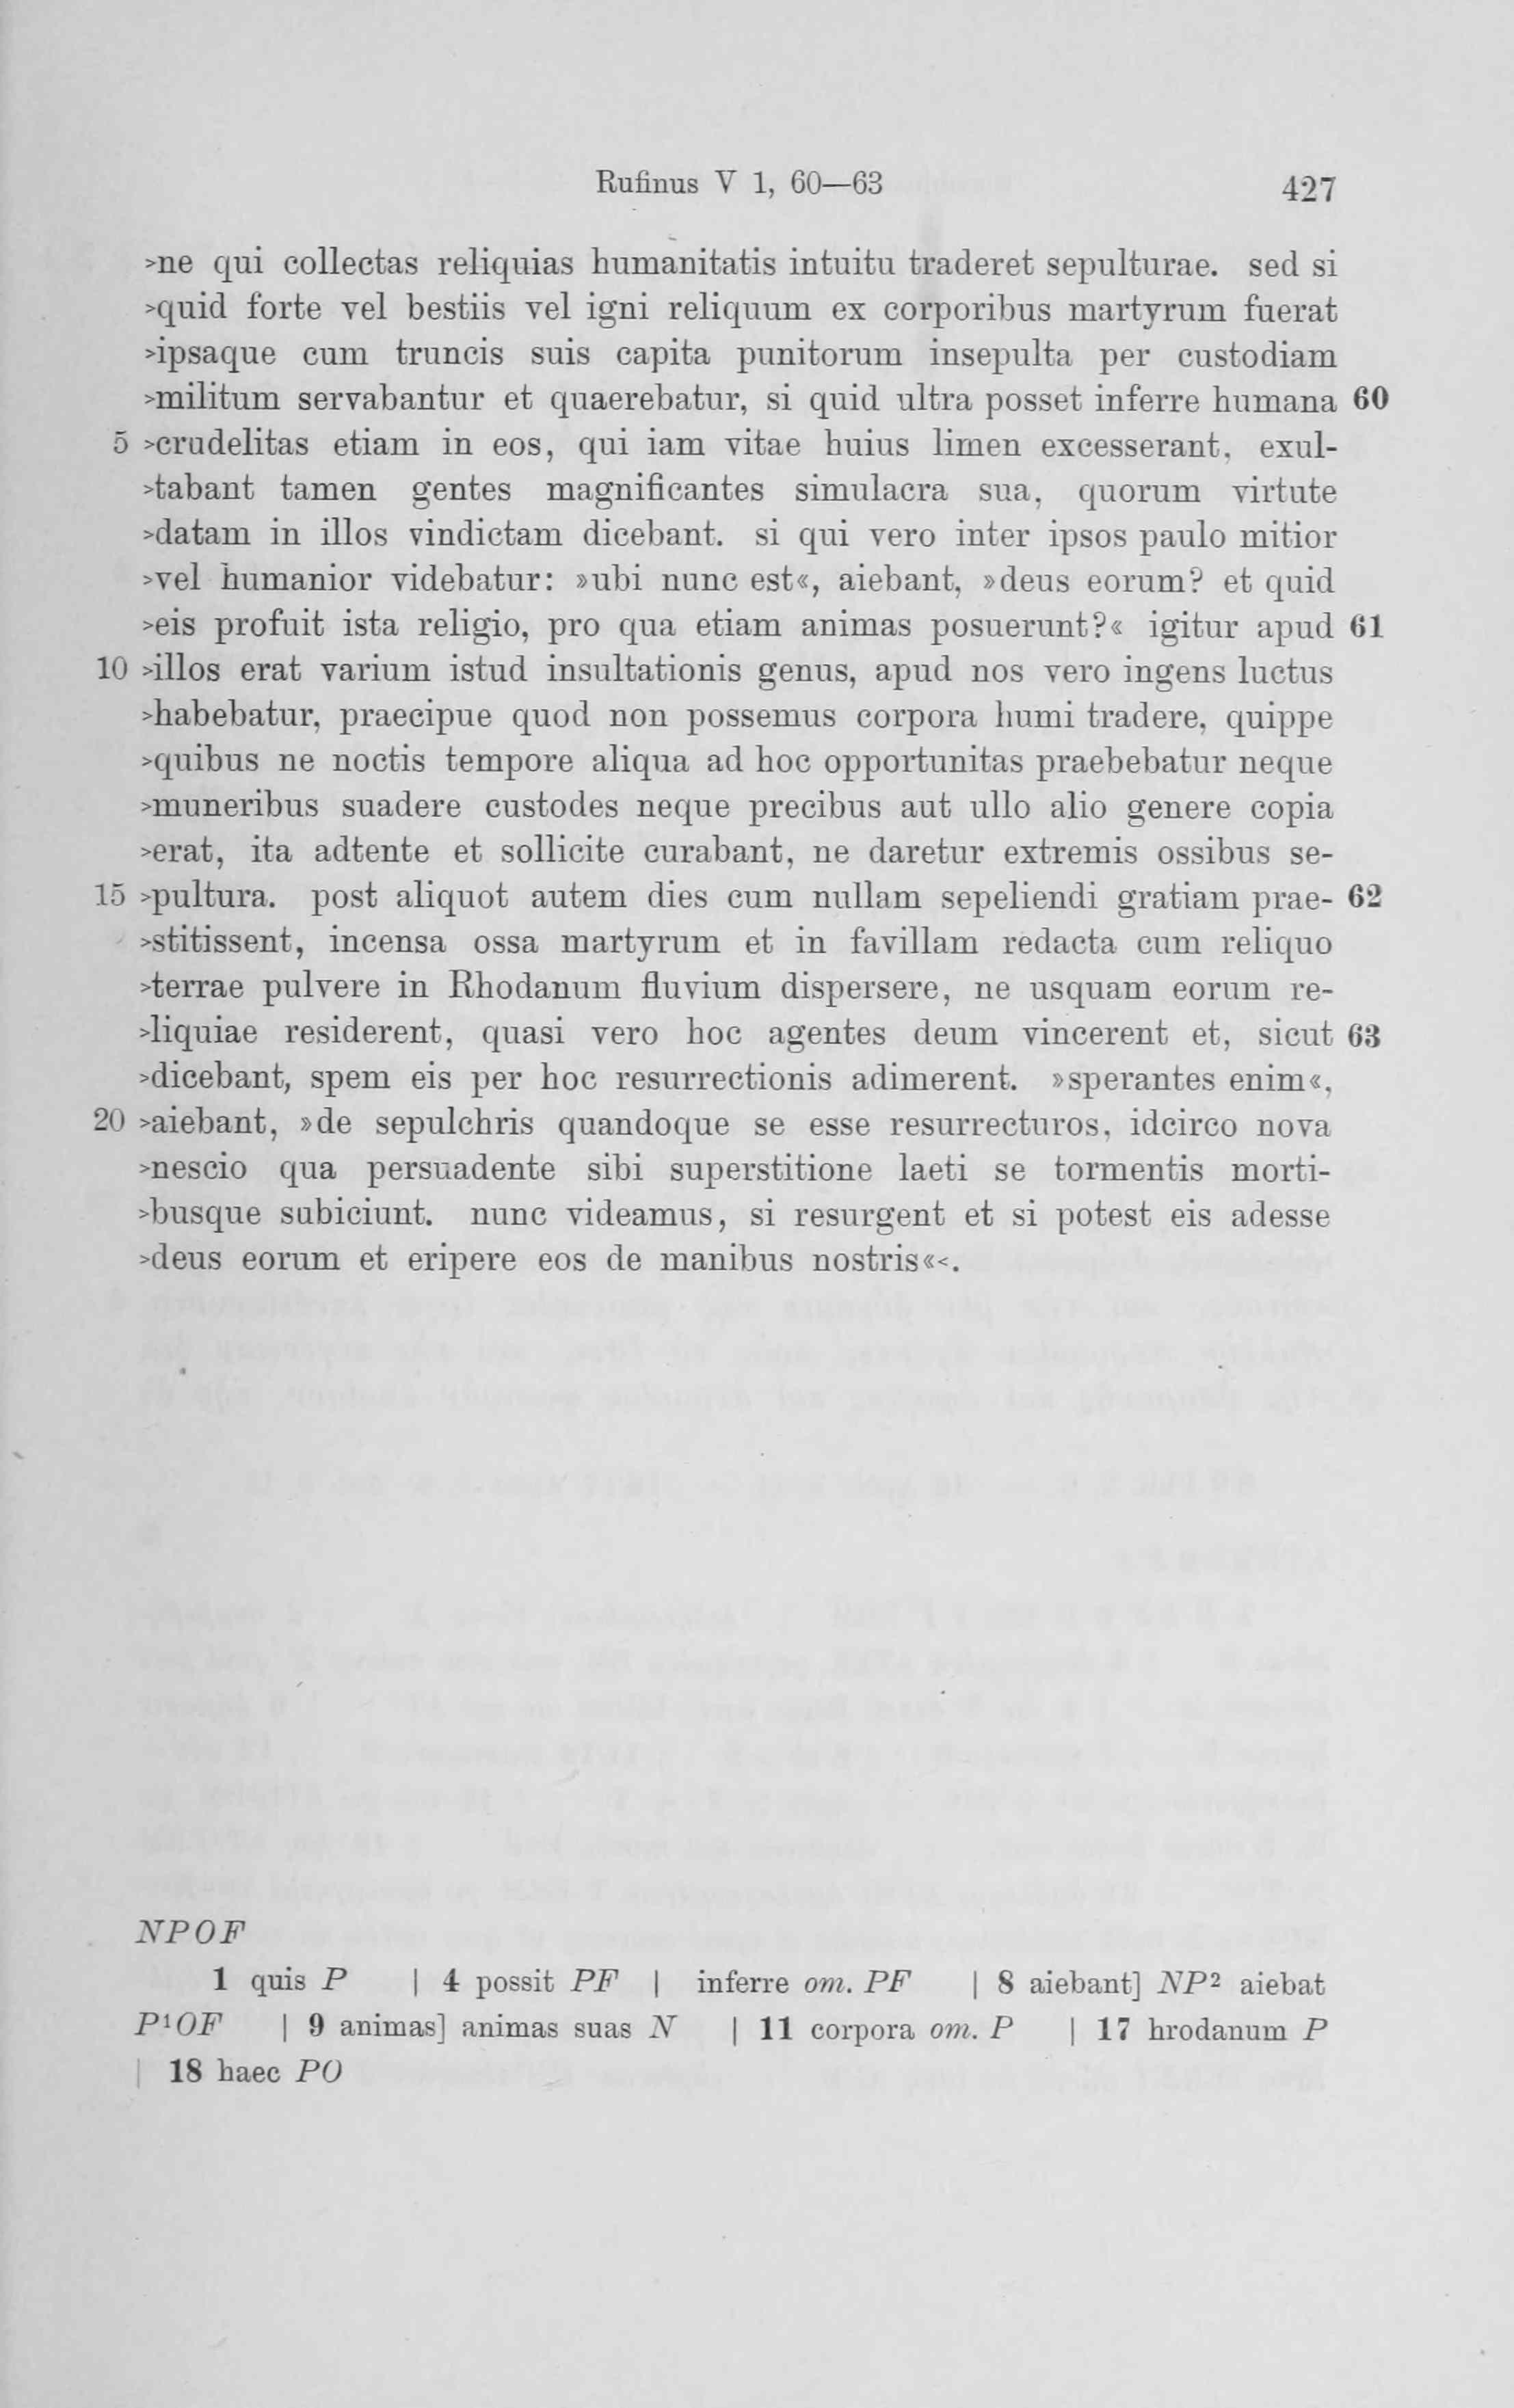 Rufinus V 1, 60—63 427
>ne qui collectas reliquias humanitatis intuitu traderet sepulturae. sed si
>quid forte vel bestiis vel igni reliquum ex corporibus martyrum fuerat
>ipsaque cum truncis suis capita punitorum insepulta per custodiam
>militum servabantur et quaerebatur, si quid ultra posset inferre humana 60
5 >crudelitas etiam in eos, qui iam vitae huius limen excesserant, exul-
>tabant tamen gentes magnificantes simulacra sua, quorum virtute
>datam in illos vindictam dicebant. si qui vero inter ipsos paulo mitior
>vel humanior videbatur: »ubi nunc est«, aiebant, »deus eorum? et quid
>eis profuit ista religio, pro qua etiam animas posuerunt?« igitur apud 61
10 >illos erat varium istud insultationis genus, apud nos vero ingens luctus
>habebatur, praecipue quod non possemus corpora humi tradere, quippe
>quibus ne noctis tempore aliqua ad hoc opportunitas praebebatur neque
>muneribus suadere custodes neque precibus aut ullo alio genere copia
>erat, ita adtente et sollicite curabant, ne daretur extremis ossibus se-
15 >pultura. post aliquot autem dies cum nullam sepeliendi gratiam prae- 62
>stitissent, incensa ossa martyrum et in favillam redacta cum reliquo
>terrae pulvere in Rhodanum fluvium dispersere, ne usquam eorum re-
>liquiae residerent, quasi vero hoc agentes deum vincerent et, sicut 63
>dicebant, spem eis per hoc resurrectionis adimerent. »sperantes enim«,
20 >aiebant, »de sepulchris quandoque se esse resurrecturos, idcirco nova
>nescio qua persuadente sibi superstitione laeti se tormentis morti-
>busque subiciunt. nunc videamus, si resurgent et si potest eis adesse
>deus eorum et eripere eos de manibus nostris«<.
NPOF
1 quis P | 4 possit PF | inferre om. PF | 8 aiebant] NP² aiebat
P¹OF | 9 animas] animas suas N | 11 corpora om. P | 17 hrodanum P
| 18 haec PO